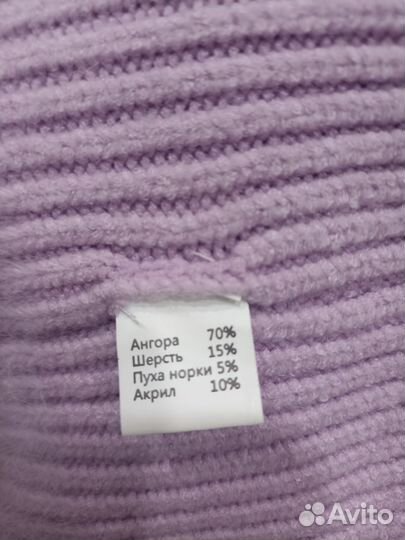 Ангора 70%
Шерсть 15%
Пуха норки 5%
Акрил 10%
Avito